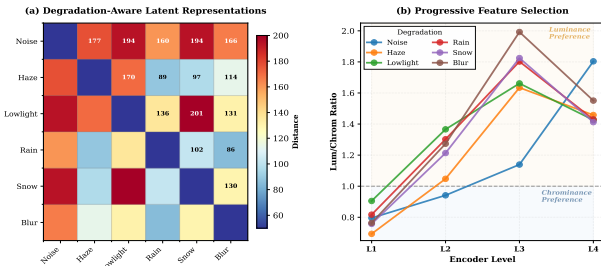 (a) Degradation-Aware Latent Representations
Noise 177 194 160 194 166
Haze 170 89 97 114
Lowlight 136 201 131
Rain 102 86
Snow 130
Blur
Noise Haze owlight Rain Snow Blur
200
180
160
140
120
100
80
60
Distance
(b) Progressive Feature Selection
Degradation
Noise Rain
Haze Snow
Lowlight Blur
Luminance
Preference
Chrominance
Preference
2.0
1.8
1.6
1.4
1.2
1.0
0.8
Lum/Chrom Ratio
L1 L2 L3 L4
Encoder Level